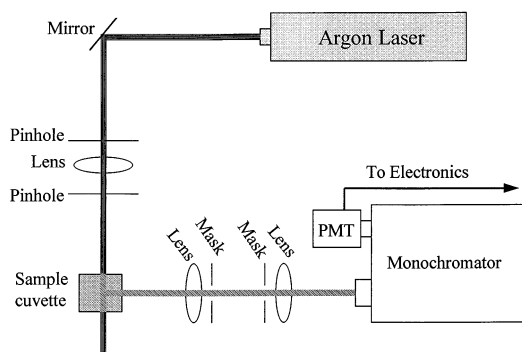 Mirror
Argon Laser
Pinhole
Lens
Pinhole
To Electronics
Lens
Mask
Mask
Lens
PMT
Monochromator
Sample
cuvette